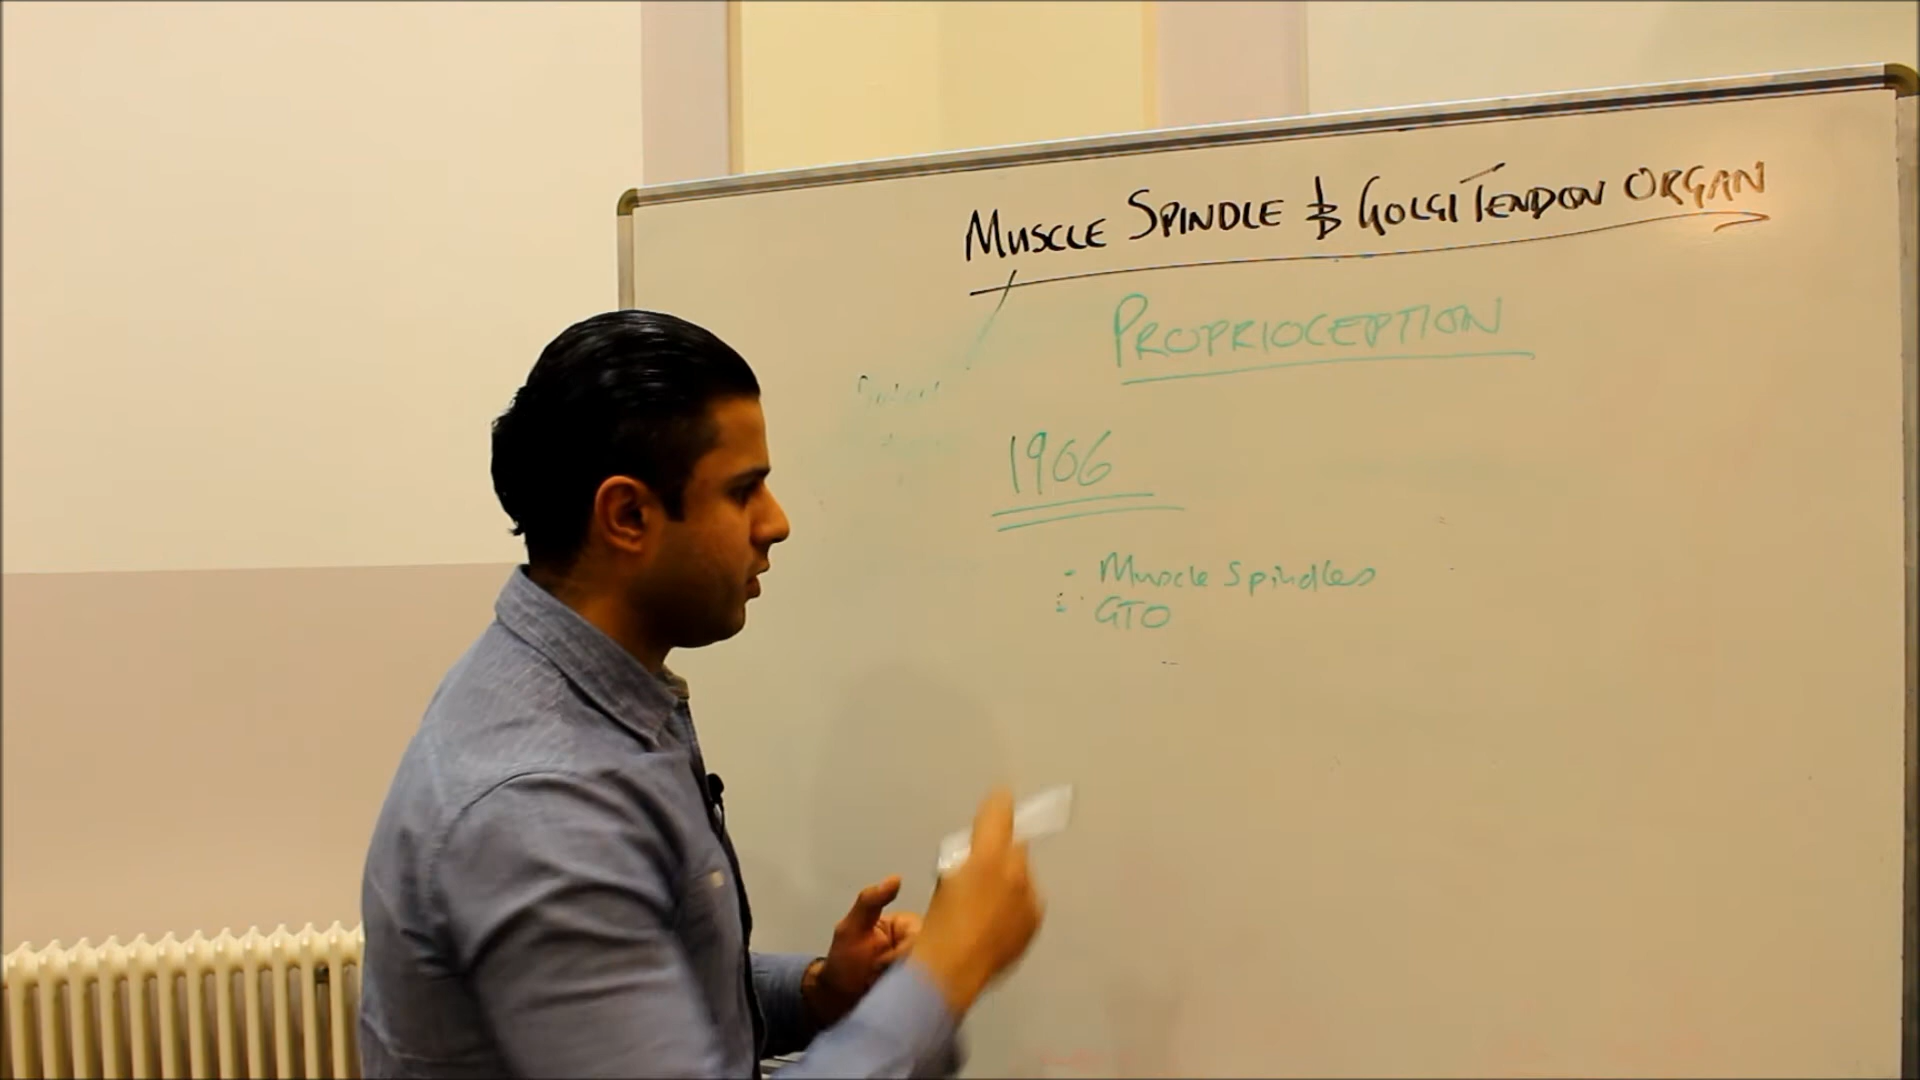 MUSCLE SPINDLE & GOLGI TENDON ORGAN
PROPRIOCEPTION
1906
- Muscle Spindles
: GTO